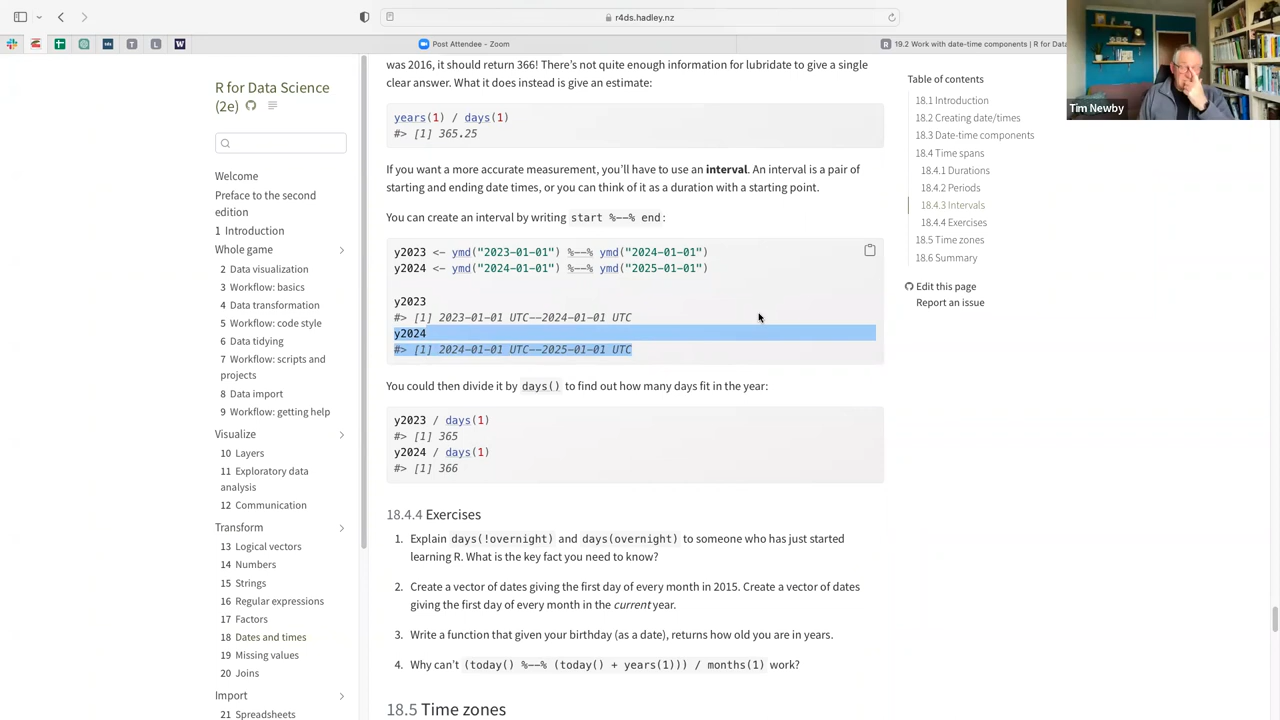 r4ds.hadley.nz
W
Post Attendee - Zoom
19.2 Work with date-time components | R for Data
Tim Newby
R for Data Science
(2e)
Welcome
Preface to the second
edition
1 Introduction
Whole game
2 Data visualization
3 Workflow: basics
4 Data transformation
5 Workflow: code style
6 Data tidying
7 Workflow: scripts and
projects
8 Data import
9 Workflow: getting help
Visualize
10 Layers
11 Exploratory data
analysis
12 Communication
Transform
13 Logical vectors
14 Numbers
15 Strings
16 Regular expressions
17 Factors
18 Dates and times
19 Missing values
20 Joins
Import
21 Spreadsheets
was 2016, it should return 366! There's not quite enough information for lubridate to give a single
clear answer. What it does instead is give an estimate:
years(1) / days(1)
#> [1] 365.25
If you want a more accurate measurement, you'll have to use an interval. An interval is a pair of
starting and ending date times, or you can think of it as a duration with a starting point.
You can create an interval by writing start %--% end:
y2023 <- ymd("2023-01-01") %--% ymd("2024-01-01")
y2024 <- ymd("2024-01-01") %--% ymd("2025-01-01")
y2023
#> [1] 2023-01-01 UTC--2024-01-01 UTC
y2024
#> [1] 2024-01-01 UTC--2025-01-01 UTC
You could then divide it by days() to find out how many days fit in the year:
y2023 / days(1)
#> [1] 365
y2024 / days(1)
#> [1] 366
18.4.4 Exercises
1. Explain days(!overnight) and days(overnight) to someone who has just started
learning R. What is the key fact you need to know?
2. Create a vector of dates giving the first day of every month in 2015. Create a vector of dates
giving the first day of every month in the current year.
3. Write a function that given your birthday (as a date), returns how old you are in years.
4. Why can't (today() %--% (today() + years(1))) / months(1) work?
18.5 Time zones
Table of contents
18.1 Introduction
18.2 Creating date/times
18.3 Date-time components
18.4 Time spans
18.4.1 Durations
18.4.2 Periods
18.4.3 Intervals
18.4.4 Exercises
18.5 Time zones
18.6 Summary
Edit this page
Report an issue